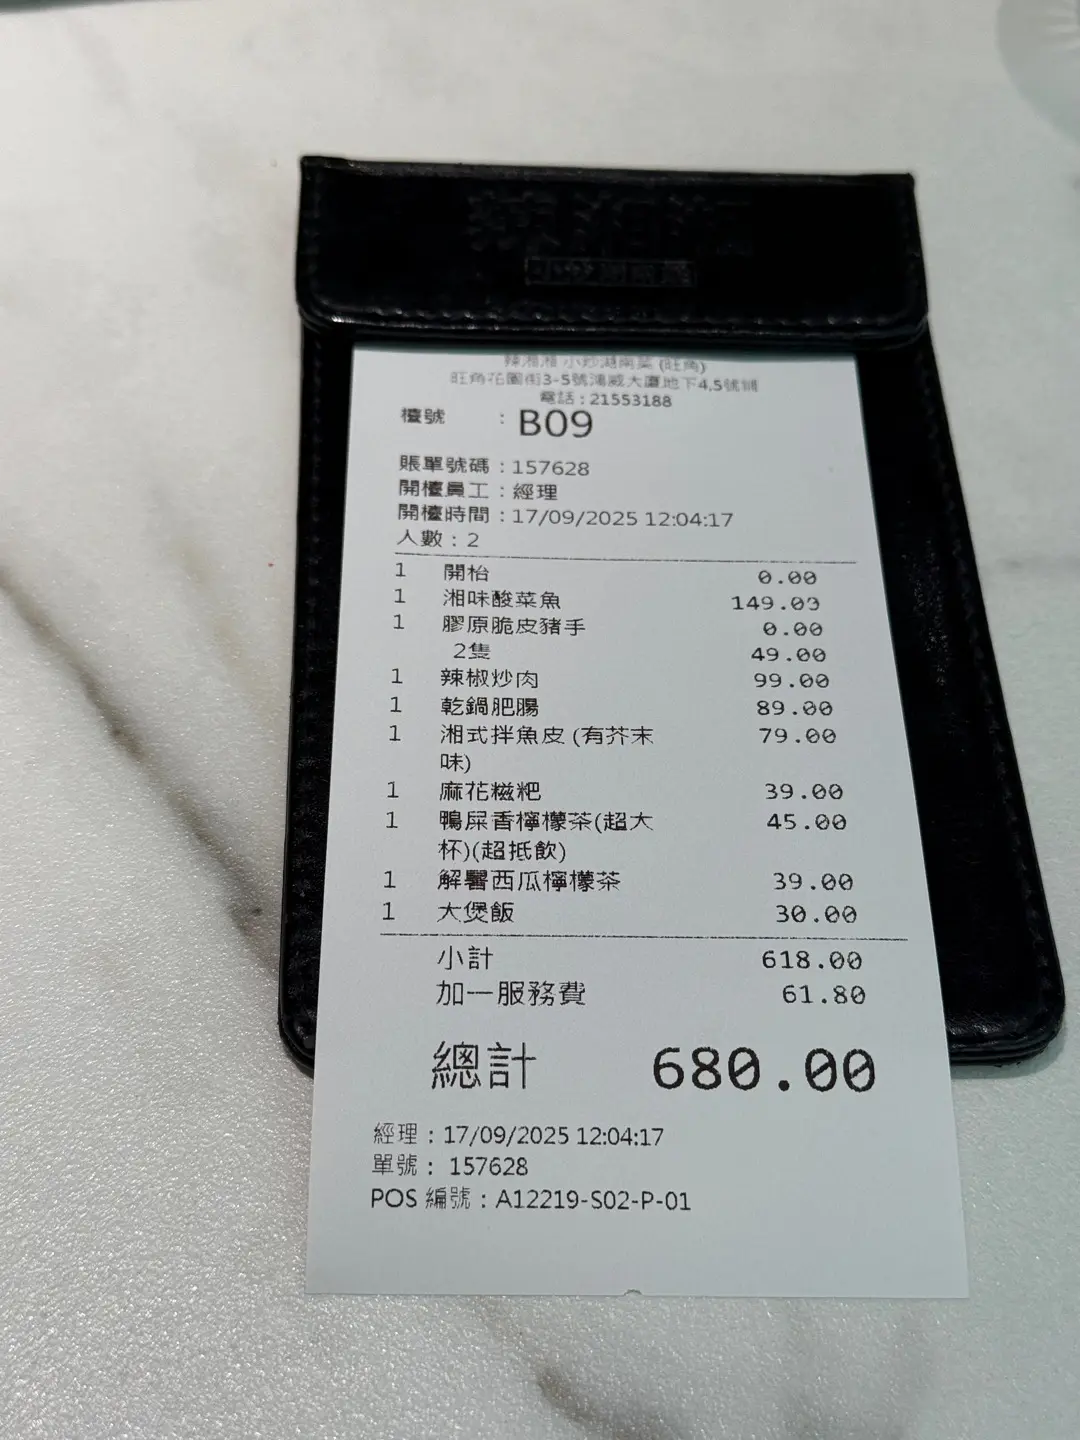 辣湘湘 小炒湖南菜 (旺角)
旺角花園街3-5號鴻威大廈地下4,5號鋪
電話 : 21553188
檯號 : B09
賬單號碼 : 157628
開檯員工 : 經理
開檯時間 : 17/09/2025 12:04:17
人數 : 2
1 開枱 0.00
1 湘味酸菜魚 149.00
1 膠原脆皮豬手 0.00
2隻 49.00
1 辣椒炒肉 99.00
1 乾鍋肥腸 89.00
1 湘式拌魚皮 (有芥末 79.00
味)
1 麻花糍粑 39.00
1 鴨屎香檸檬茶(超大 45.00
杯)(超抵飲)
1 解暑西瓜檸檬茶 39.00
1 大煲飯 30.00
小計 618.00
加一服務費 61.80
總計 680.00
經理 : 17/09/2025 12:04:17
單號 : 157628
POS 編號 : A12219-S02-P-01